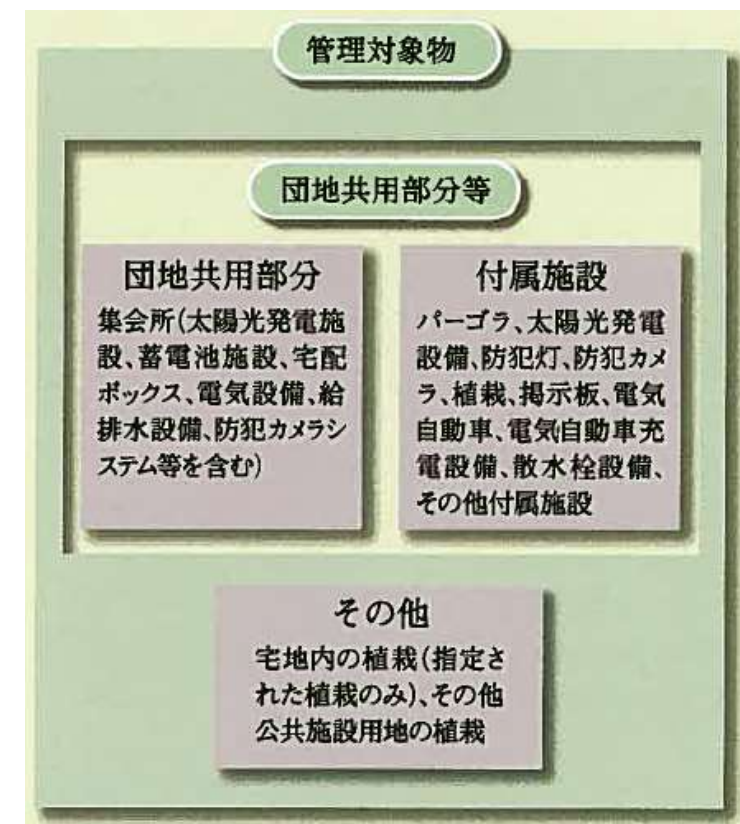 管理対象物
団地共用部分等
団地共用部分
集会所(太陽光発電施
設、蓄電池施設、宅配
ボックス、電気設備、給
排水設備、防犯カメラシ
ステム等を含む)
付属施設
パーゴラ、太陽光発電
設備、防犯灯、防犯カメ
ラ、植栽、掲示板、電気
自動車、電気自動車充
電設備、散水栓設備、
その他付属施設
その他
宅地内の植栽(指定さ
れた植栽のみ)、その他
公共施設用地の植栽